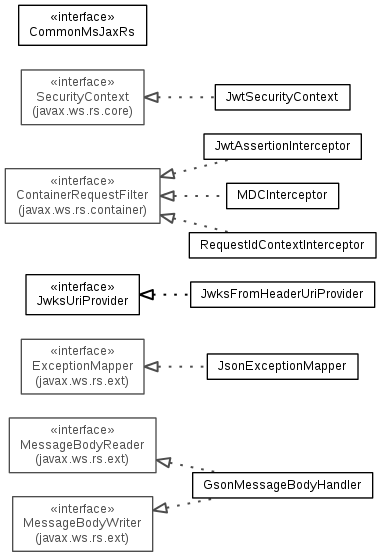 «interface»
CommonMsJaxRs
«interface»
SecurityContext
(javax.ws.rs.core)
JwtSecurityContext
JwtAssertionInterceptor
«interface»
ContainerRequestFilter
(javax.ws.rs.container)
MDCInterceptor
RequestIdContextInterceptor
«interface»
JwksUriProvider
JwksFromHeaderUriProvider
«interface»
ExceptionMapper
(javax.ws.rs.ext)
JsonExceptionMapper
«interface»
MessageBodyReader
(javax.ws.rs.ext)
GsonMessageBodyHandler
«interface»
MessageBodyWriter
(javax.ws.rs.ext)